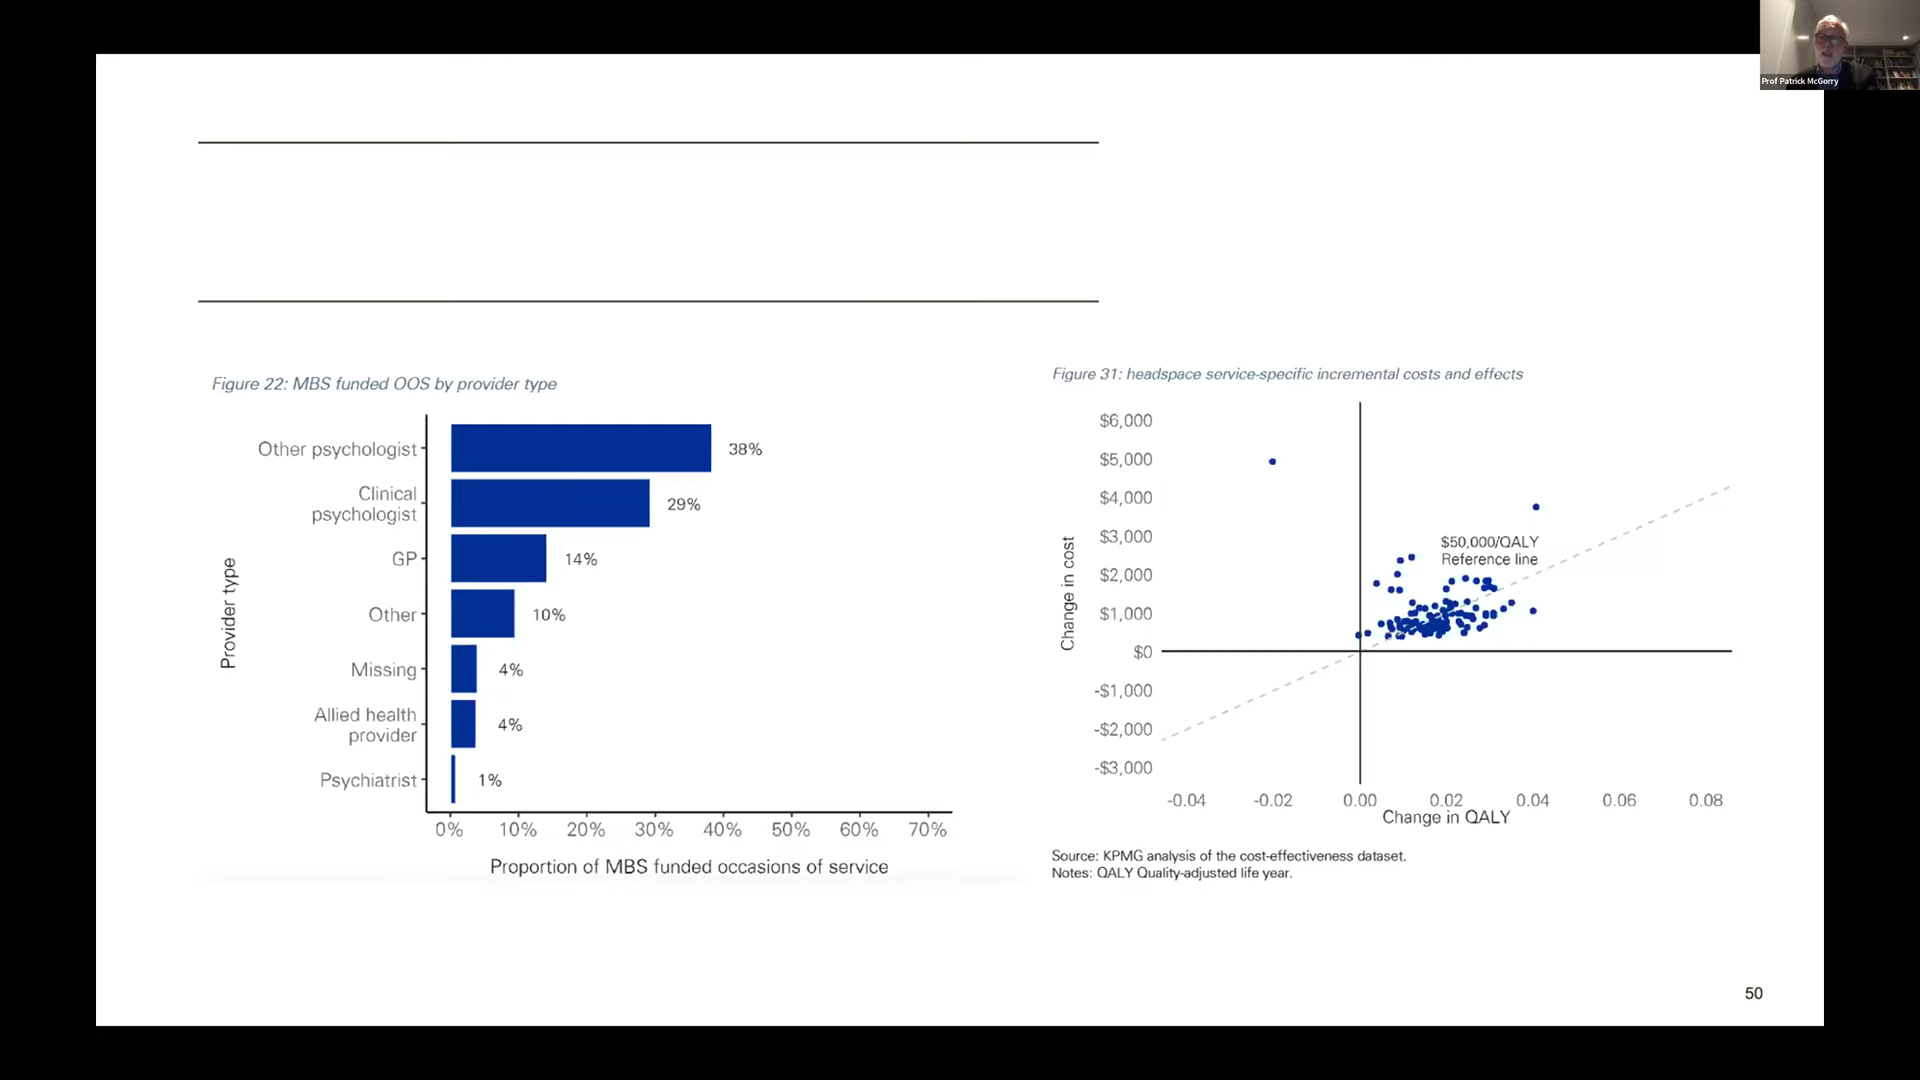 Prof Patrick McGorry
Figure 22: MBS funded OOS by provider type
Provider type
Other psychologist
38%
Clinical
psychologist
29%
GP
14%
Other
10%
Missing
4%
Allied health
provider
4%
Psychiatrist
1%
0% 10% 20% 30% 40% 50% 60% 70%
Proportion of MBS funded occasions of service
Figure 31: headspace service-specific incremental costs and effects
Change in cost
$6,000
$5,000
$4,000
$3,000
$2,000
$1,000
$0
-$1,000
-$2,000
-$3,000
$50,000/QALY
Reference line
-0.04 -0.02 0.00 0.02 0.04 0.06 0.08
Change in QALY
Source: KPMG analysis of the cost-effectiveness dataset.
Notes: QALY Quality-adjusted life year.
50